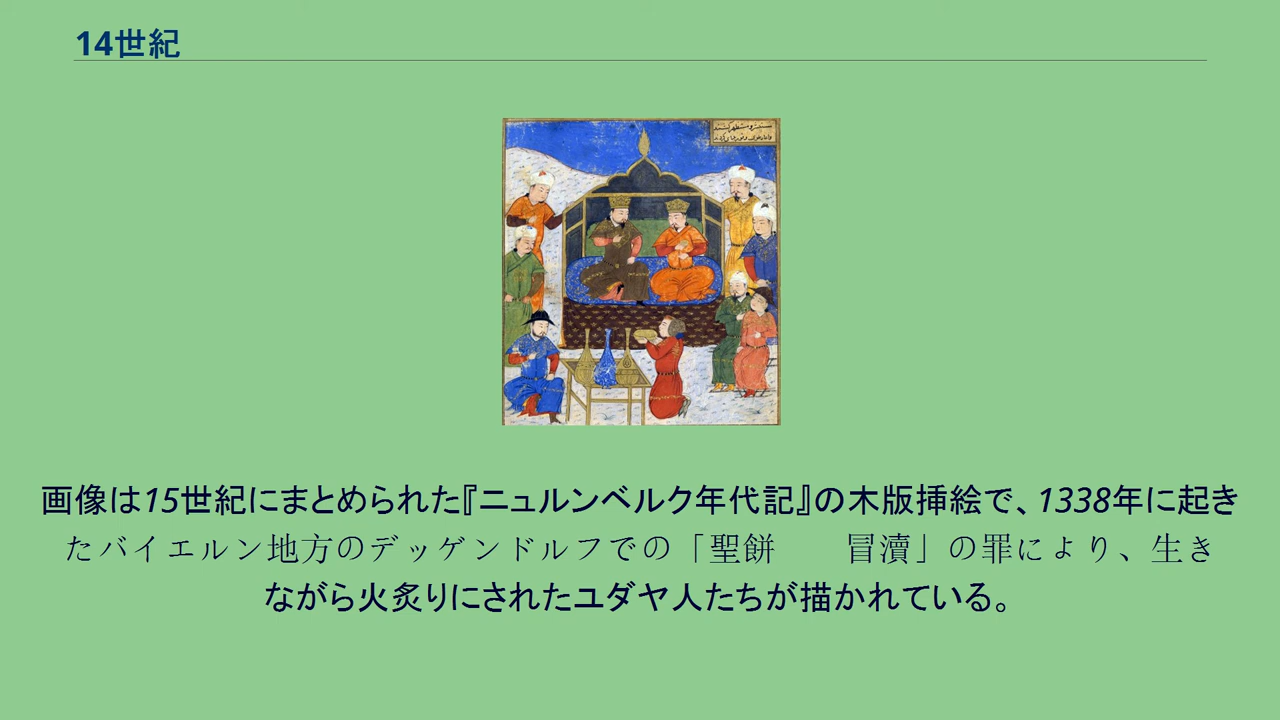 14世紀
画像は15世紀にまとめられた『ニュルンベルク年代記』の木版挿絵で、1338年に起き
たバイエルン地方のデッゲンドルフでの「聖餅　　冒瀆」の罪により、生き
ながら火炙りにされたユダヤ人たちが描かれている。